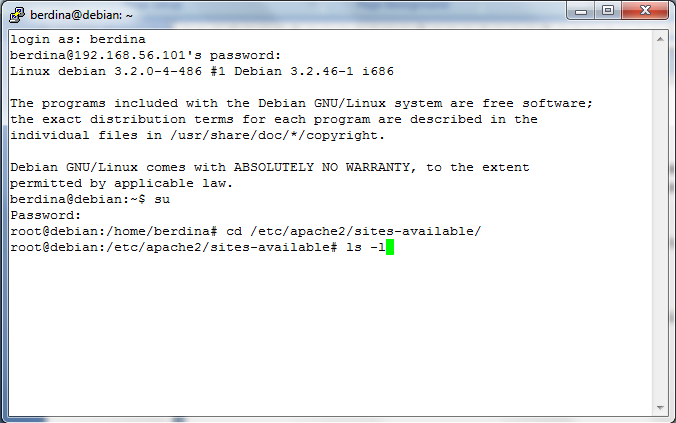 berdina@debian: ~
login as: berdina
berdina@192.168.56.101's password:
Linux debian 3.2.0-4-486 #1 Debian 3.2.46-1 i686
The programs included with the Debian GNU/Linux system are free software;
the exact distribution terms for each program are described in the
individual files in /usr/share/doc/*/copyright.
Debian GNU/Linux comes with ABSOLUTELY NO WARRANTY, to the extent
permitted by applicable law.
berdina@debian:~$ su
Password:
root@debian:/home/berdina# cd /etc/apache2/sites-available/
root@debian:/etc/apache2/sites-available# ls -l